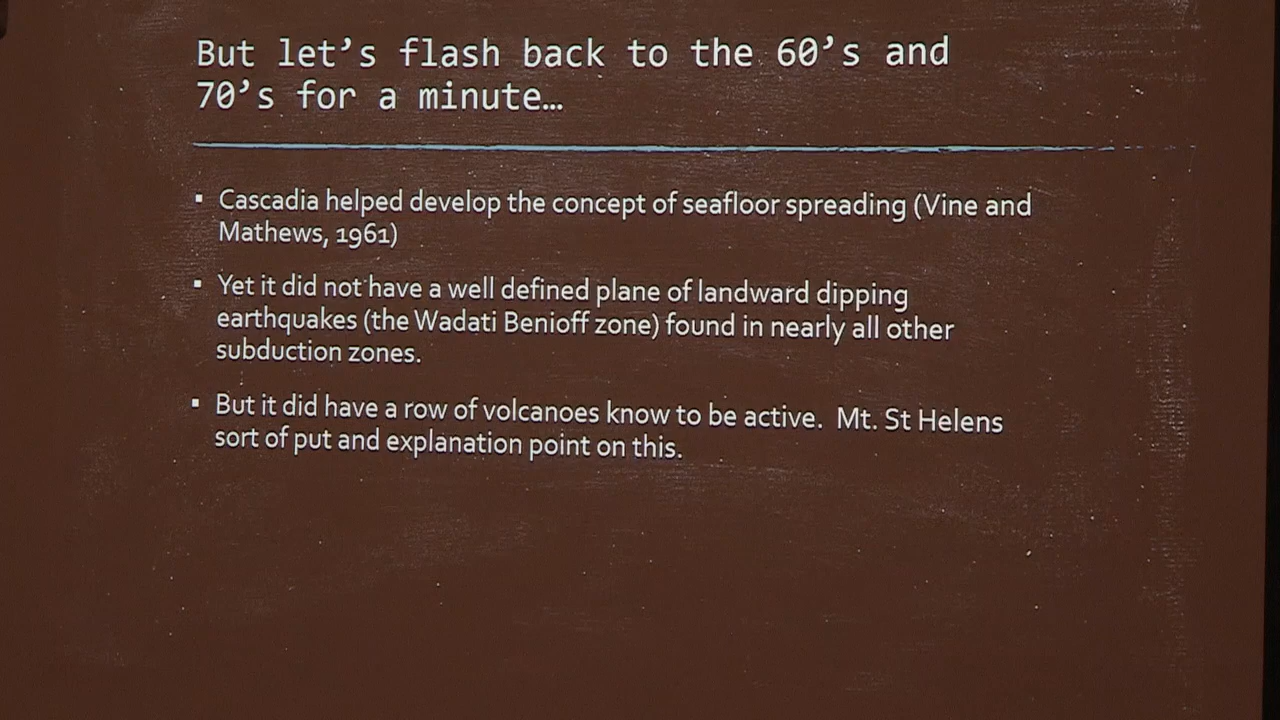 But let’s flash back to the 60’s and
70’s for a minute…
▪ Cascadia helped develop the concept of seafloor spreading (Vine and
Mathews, 1961)
▪ Yet it did not have a well defined plane of landward dipping
earthquakes (the Wadati Benioff zone) found in nearly all other
subduction zones.
▪ But it did have a row of volcanoes know to be active.  Mt. St Helens
sort of put and explanation point on this.